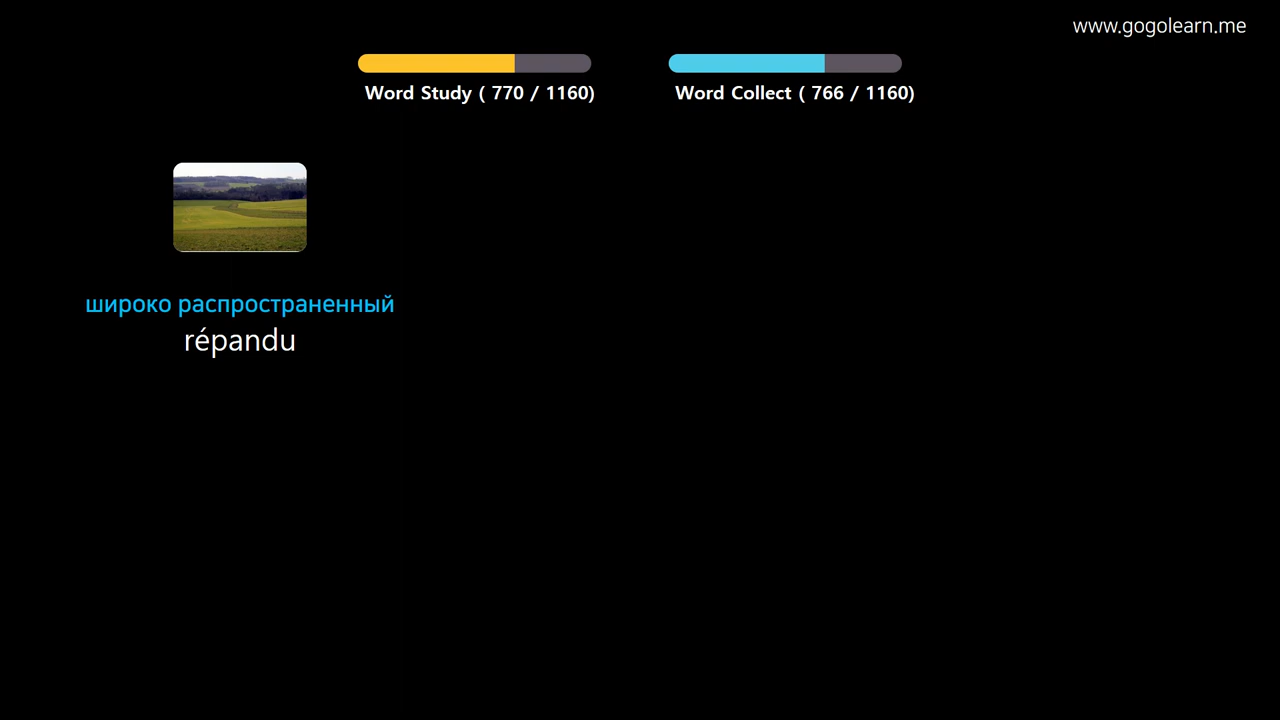 www.gogolearn.me
Word Study ( 770 / 1160)
Word Collect ( 766 / 1160)
широко распространенный
répandu